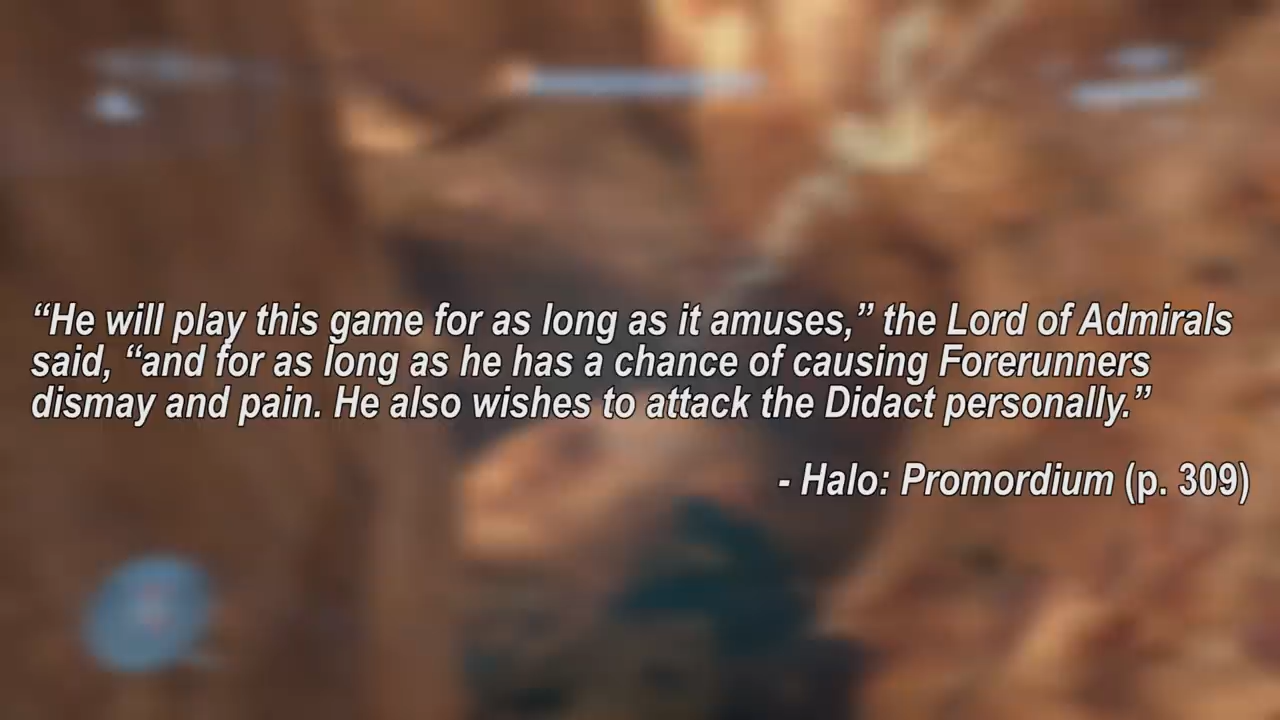 “He will play this game for as long as it amuses,” the Lord of Admirals
said, “and for as long as he has a chance of causing Forerunners
dismay and pain. He also wishes to attack the Didact personally.”
- Halo: Promordium (p. 309)